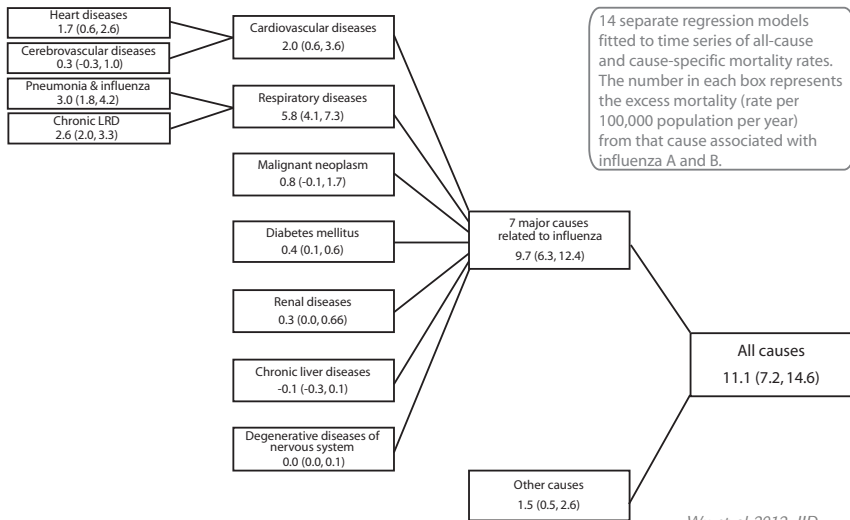 Heart diseases
1.7 (0.6, 2.6)
Cerebrovascular diseases
0.3 (-0.3, 1.0)
Pneumonia & influenza
3.0 (1.8, 4.2)
Chronic LRD
2.6 (2.0, 3.3)
Cardiovascular diseases
2.0 (0.6, 3.6)
Respiratory diseases
5.8 (4.1, 7.3)
Malignant neoplasm
0.8 (-0.1, 1.7)
Diabetes mellitus
0.4 (0.1, 0.6)
Renal diseases
0.3 (0.0, 0.66)
Chronic liver diseases
-0.1 (-0.3, 0.1)
Degenerative diseases of
nervous system
0.0 (0.0, 0.1)
7 major causes
related to influenza
9.7 (6.3, 12.4)
Other causes
1.5 (0.5, 2.6)
All causes
11.1 (7.2, 14.6)
14 separate regression models
fitted to time series of all-cause
and cause-specific mortality rates.
The number in each box represents
the excess mortality (rate per
100,000 population per year)
from that cause associated with
influenza A and B.